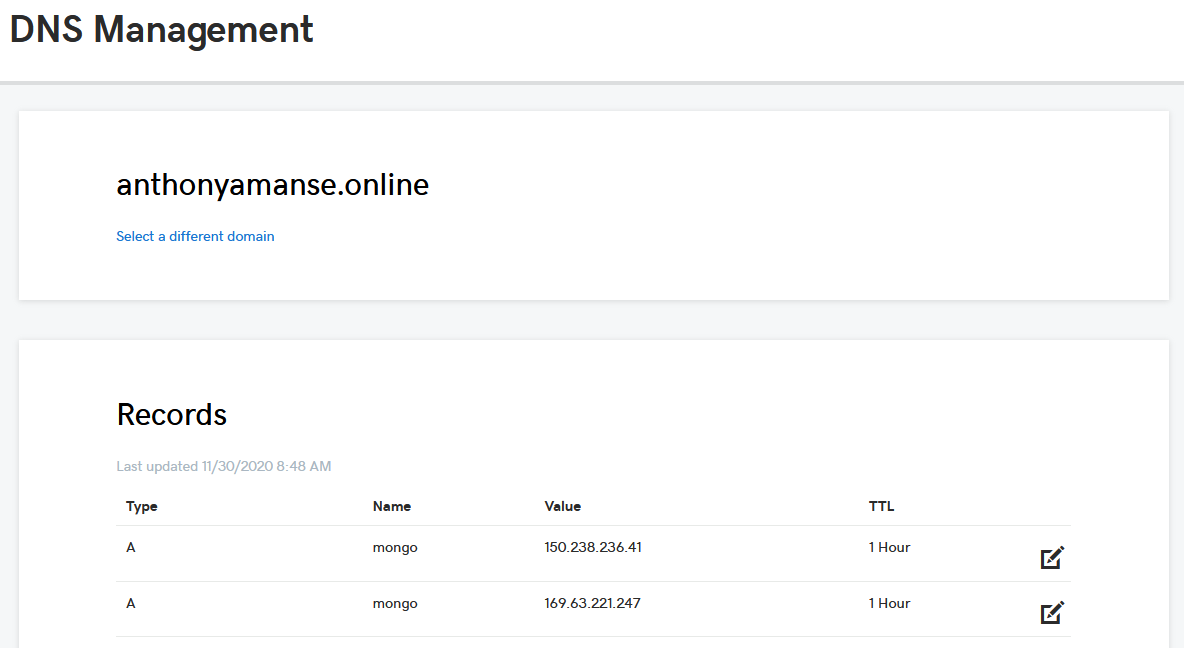 DNS Management
anthonyamanse.online
Select a different domain
Records
Last updated 11/30/2020 8:48 AM
Type Name Value TTL
A mongo 150.238.236.41 1 Hour
A mongo 169.63.221.247 1 Hour